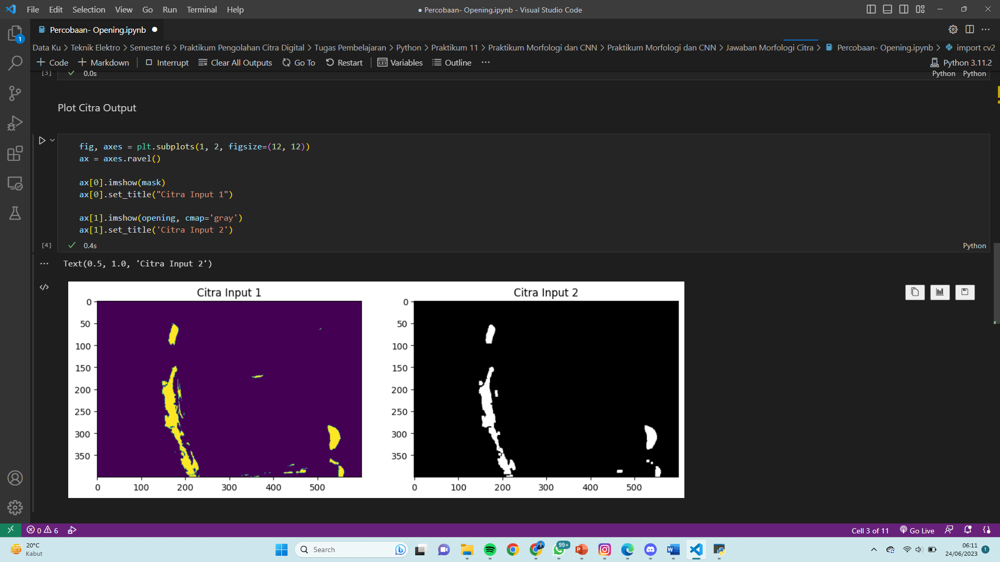 File Edit Selection View Go Run Terminal Help
● Percobaan- Opening.ipynb - Visual Studio Code
1
Percobaan- Opening.ipynb ●
Data Ku > Teknik Elektro > Semester 6 > Praktikum Pengolahan Citra Digital > Tugas Pembelajaran > Python > Praktikum 11 > Praktikum Morfologi dan CNN > Praktikum Morfologi dan CNN > Jawaban Morfologi Citra > Percobaan- Opening.ipynb > import cv2
+ Code + Markdown Interrupt Clear All Outputs Go To Restart Variables Outline ··· Python 3.11.2
[3] 0.0s Python Python
Plot Citra Output
fig, axes = plt.subplots(1, 2, figsize=(12, 12))
ax = axes.ravel()
ax[0].imshow(mask)
ax[0].set_title("Citra Input 1")
ax[1].imshow(opening, cmap='gray')
ax[1].set_title('Citra Input 2')
[4] 0.4s Python
Text(0.5, 1.0, 'Citra Input 2')
Citra Input 1
0
50
100
150
200
250
300
350
0 100 200 300 400 500
Citra Input 2
0
50
100
150
200
250
300
350
0 100 200 300 400 500
0 6
Cell 3 of 11 Go Live
20°C
Kabut
Search
99+
06:11
24/06/2023
1